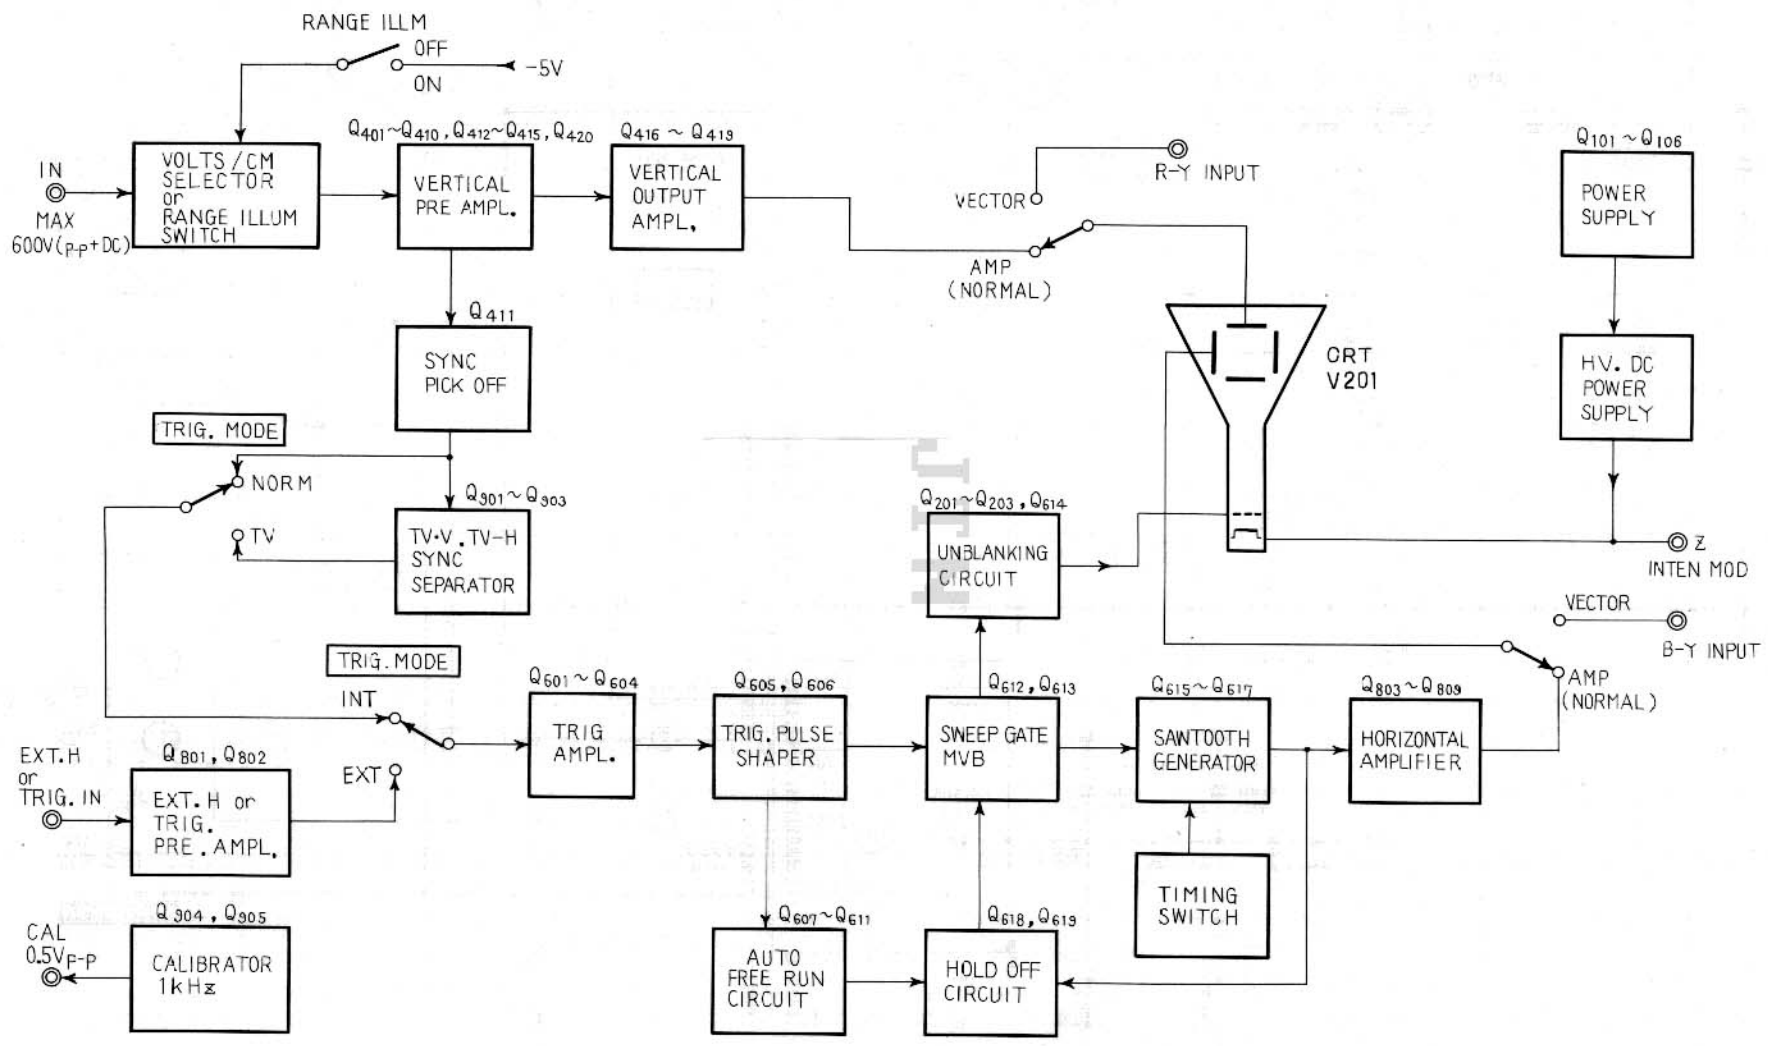 RANGE ILLM
OFF
ON
-5V
IN
MAX
600V(P-P+DC)
VOLTS/CM
SELECTOR
or
RANGE ILLUM
SWITCH
Q401~Q410, Q412~Q415, Q420
VERTICAL
PRE AMPL.
Q416 ~ Q419
VERTICAL
OUTPUT
AMPL.
R-Y INPUT
VECTOR
AMP
(NORMAL)
Q101 ~ Q106
POWER
SUPPLY
Q411
SYNC
PICK OFF
CRT
V201
HV. DC
POWER
SUPPLY
TRIG. MODE
NORM
TV
Q901~Q903
TV-V. TV-H
SYNC
SEPARATOR
Q201~Q203, Q614
UNBLANKING
CIRCUIT
Z
INTEN MOD
VECTOR
B-Y INPUT
AMP
(NORMAL)
TRIG. MODE
INT
EXT
Q601~Q604
TRIG
AMPL.
Q605, Q606
TRIG. PULSE
SHAPER
Q612, Q613
SWEEP GATE
MVB
Q615~Q617
SAWTOOTH
GENERATOR
Q803~Q809
HORIZONTAL
AMPLIFIER
EXT. H
or
TRIG. IN
Q801, Q802
EXT. H or
TRIG.
PRE. AMPL.
TIMING
SWITCH
CAL
0.5VP-P
Q904, Q905
CALIBRATOR
1kHz
Q607~Q611
AUTO
FREE RUN
CIRCUIT
Q618, Q619
HOLD OFF
CIRCUIT